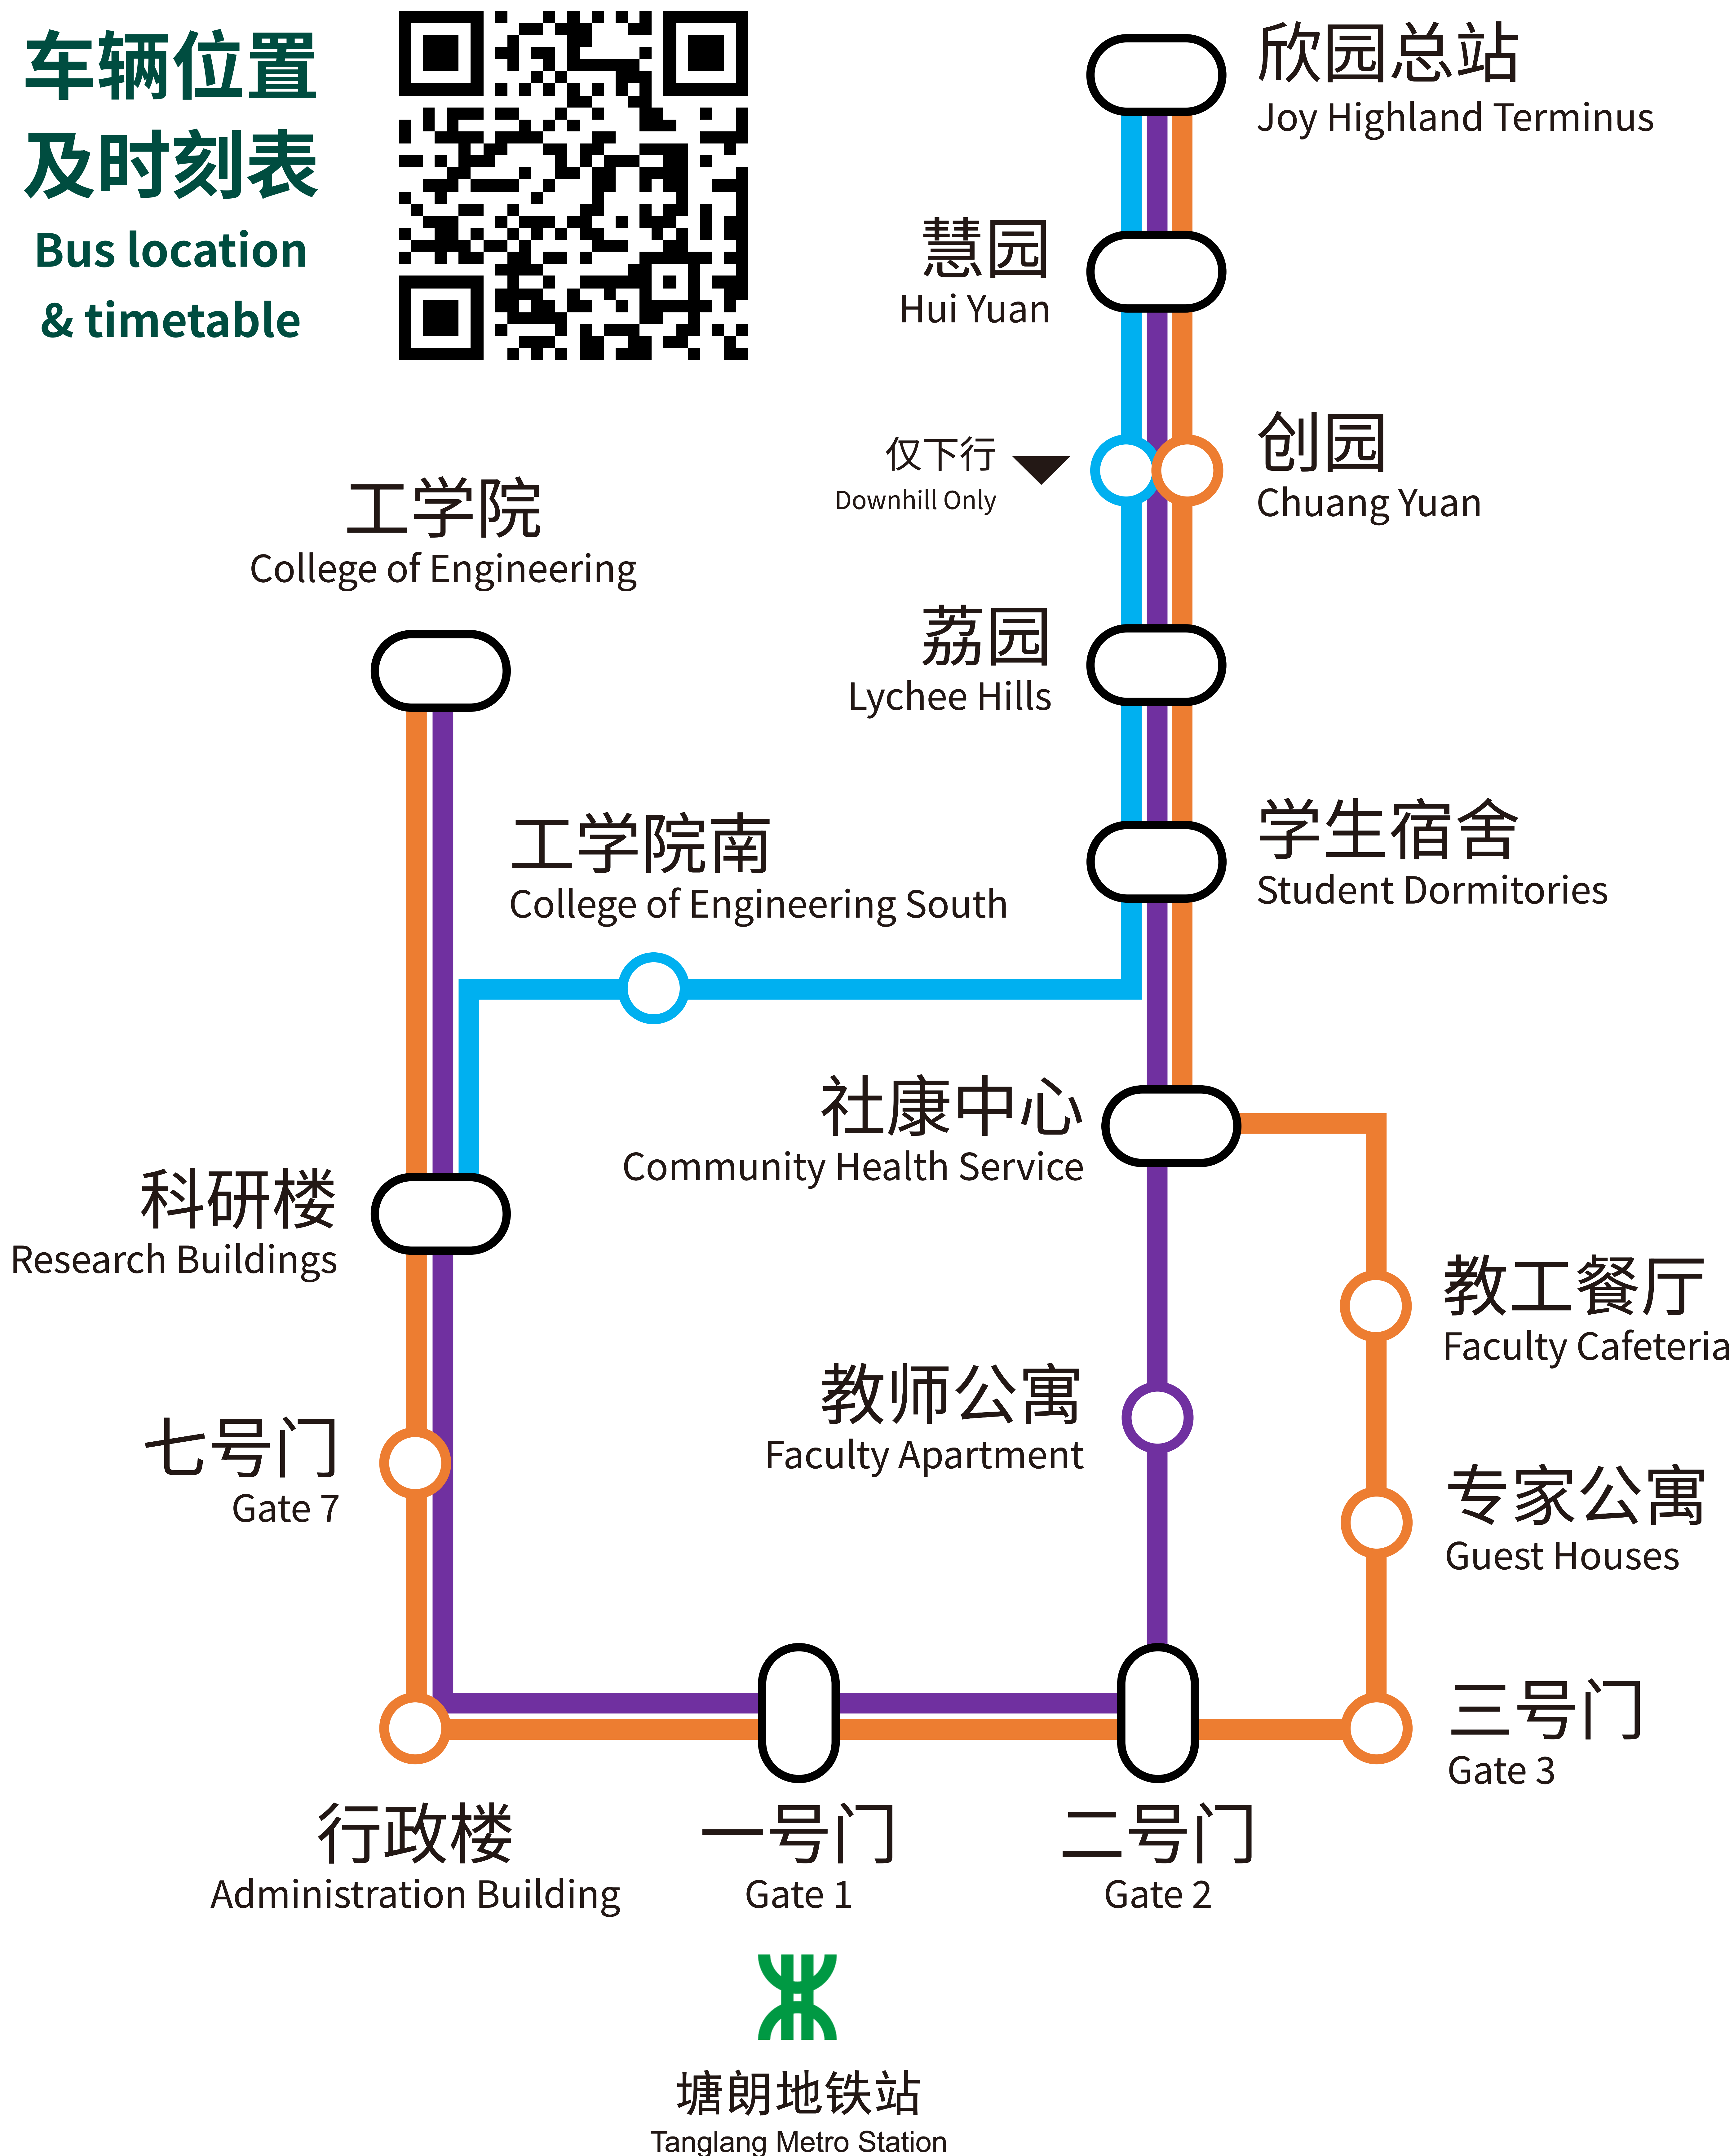 车辆位置
及时刻表
Bus location
& timetable
欣园总站
Joy Highland Terminus
慧园
Hui Yuan
仅下行
Downhill Only
创园
Chuang Yuan
工学院
College of Engineering
荔园
Lychee Hills
工学院南
College of Engineering South
学生宿舍
Student Dormitories
社康中心
Community Health Service
科研楼
Research Buildings
教工餐厅
Faculty Cafeteria
教师公寓
Faculty Apartment
七号门
Gate 7
专家公寓
Guest Houses
三号门
Gate 3
行政楼
Administration Building
一号门
Gate 1
二号门
Gate 2
塘朗地铁站
Tanglang Metro Station